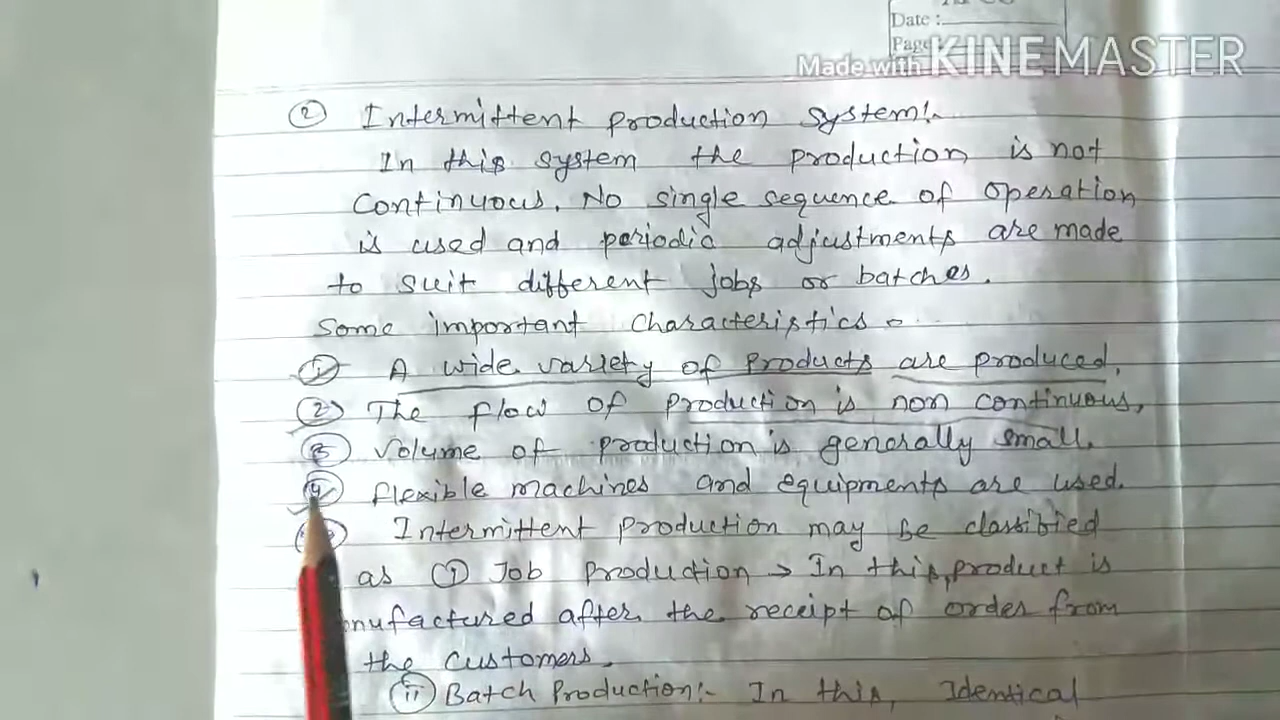 Date :
Page
Made with KINEMASTER
② Intermittent production system:-
In this system the production is not
continuous. No single sequence of operation
is used and periodic adjustments are made
to suit different jobs or batches.
Some important characteristics
① A wide variety of products are produced.
② The flow of production is non continuous,
③ volume of production is generally small.
④ flexible machines and equipments are used.
Intermittent production may be classified
as ① Job Production → In this, product is
nufactured after the receipt of order from
the customers.
ⓘⓘ Batch Production:- In this, Identical